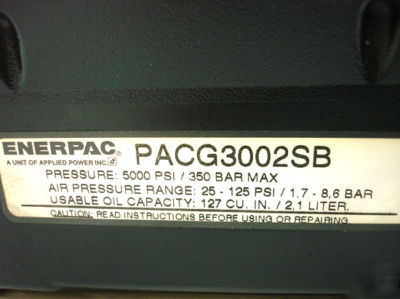 ENERPAC® PACG3002SB
A UNIT OF APPLIED POWER INC.
PRESSURE: 5000 PSI / 350 BAR MAX
AIR PRESSURE RANGE: 25 - 125 PSI / 1,7 - 8,6 BAR
USABLE OIL CAPACITY: 127 CU. IN. / 2,1 LITER.
CAUTION: READ INSTRUCTIONS BEFORE USING OR REPAIRING